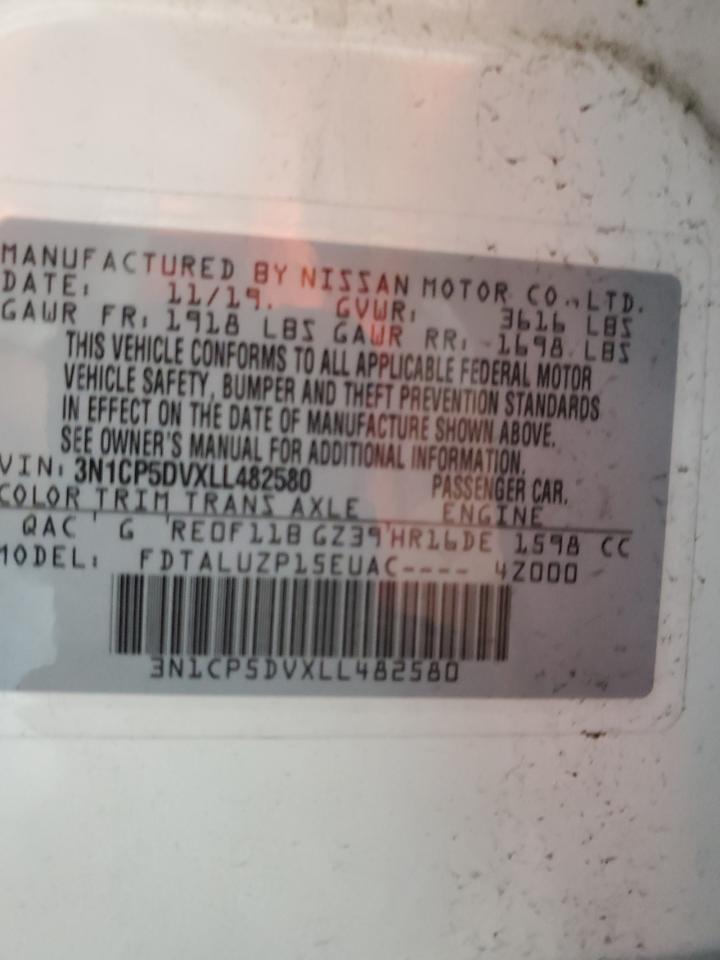 MANUFACTURED BY NISSAN MOTOR CO., LTD.
DATE: 11/19. GVWR: 3616 LBS
GAWR FR: 1918 LBS GAWR RR: 1698 LBS
THIS VEHICLE CONFORMS TO ALL APPLICABLE FEDERAL MOTOR
VEHICLE SAFETY, BUMPER AND THEFT PREVENTION STANDARDS
IN EFFECT ON THE DATE OF MANUFACTURE SHOWN ABOVE.
SEE OWNER'S MANUAL FOR ADDITIONAL INFORMATION.
VIN: 3N1CP5DVXLL482580 PASSENGER CAR.
COLOR TRIM TRANS AXLE ENGINE
QAC G RE0F11B GZ39 HR16DE 1598 CC
MODEL: FDTALUZP15EUAC---- 4Z000
3N1CP5DVXLL482580